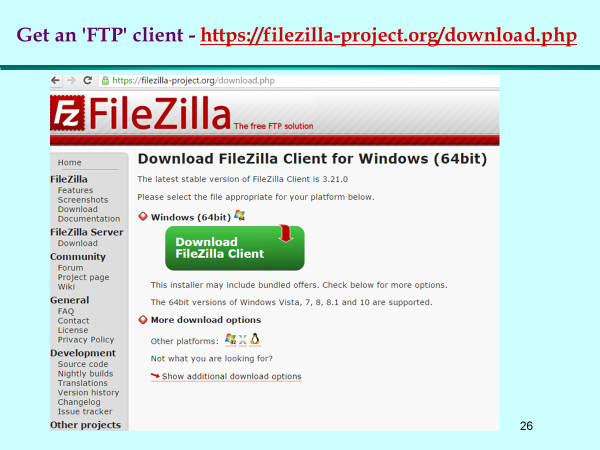 Get an 'FTP' client - https://filezilla-project.org/download.php
https://filezilla-project.org/download.php
Fz FileZilla The free FTP solution
Home
FileZilla
Features
Screenshots
Download
Documentation
FileZilla Server
Download
Community
Forum
Project page
Wiki
General
FAQ
Contact
License
Privacy Policy
Development
Source code
Nightly builds
Translations
Version history
Changelog
Issue tracker
Other projects
Download FileZilla Client for Windows (64bit)
The latest stable version of FileZilla Client is 3.21.0
Please select the file appropriate for your platform below.
Windows (64bit)
Download
FileZilla Client
This installer may include bundled offers. Check below for more options.
The 64bit versions of Windows Vista, 7, 8, 8.1 and 10 are supported.
More download options
Other platforms:
Not what you are looking for?
Show additional download options
26